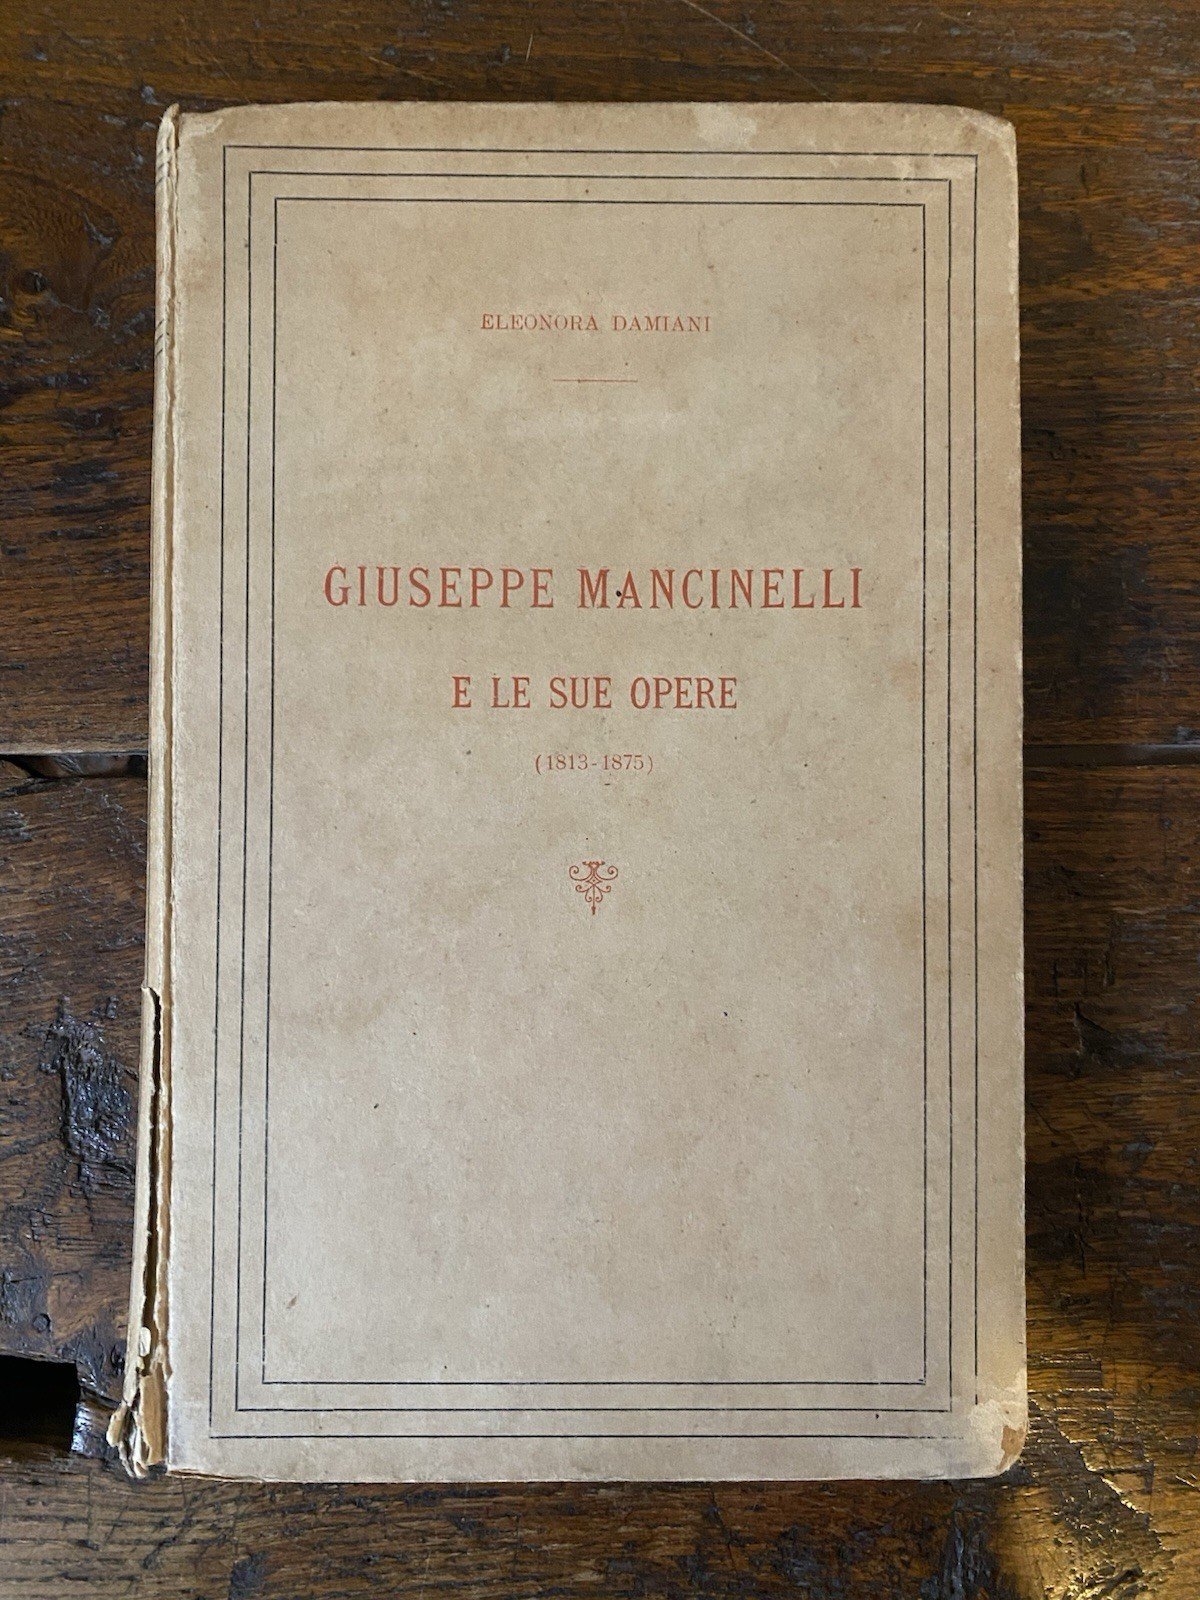 ELEONORA DAMIANI
GIUSEPPE MANCINELLI
E LE SUE OPERE
(1813-1875)